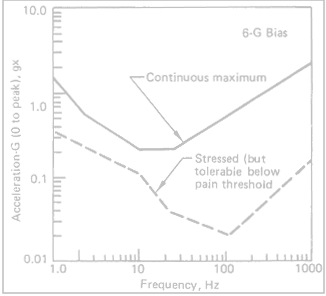 10.0
6-G Bias
Continuous maximum
1.0
Stressed (but
tolerable below
pain threshold
0.1
0.01
Acceleration-G (0 to peak), gx
1.0
10
100
1000
Frequency, Hz